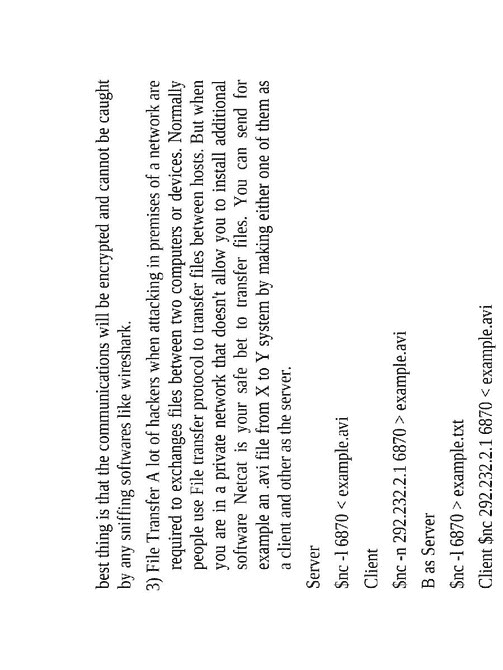 best thing is that the communications will be encrypted and cannot be caught
by any sniffing softwares like wireshark.
3) File Transfer A lot of hackers when attacking in premises of a network are
required to exchanges files between two computers or devices. Normally
people use File transfer protocol to transfer files between hosts. But when
you are in a private network that doesn't allow you to install additional
software Netcat is your safe bet to transfer files. You can send for
example an .avi file from X to Y system by making either one of them as
a client and other as the server.
Server
$nc -l 6870 < example.avi
Client
$nc -n 292.232.2.1 6870 > example.avi
B as Server
$nc -l 6870 > example.txt
Client $nc 292.232.2.1 6870 < example.avi